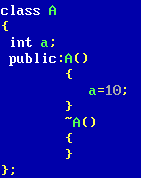 class A
{
int a;
public:A()
{
a=10;
}
~A()
{
}
};